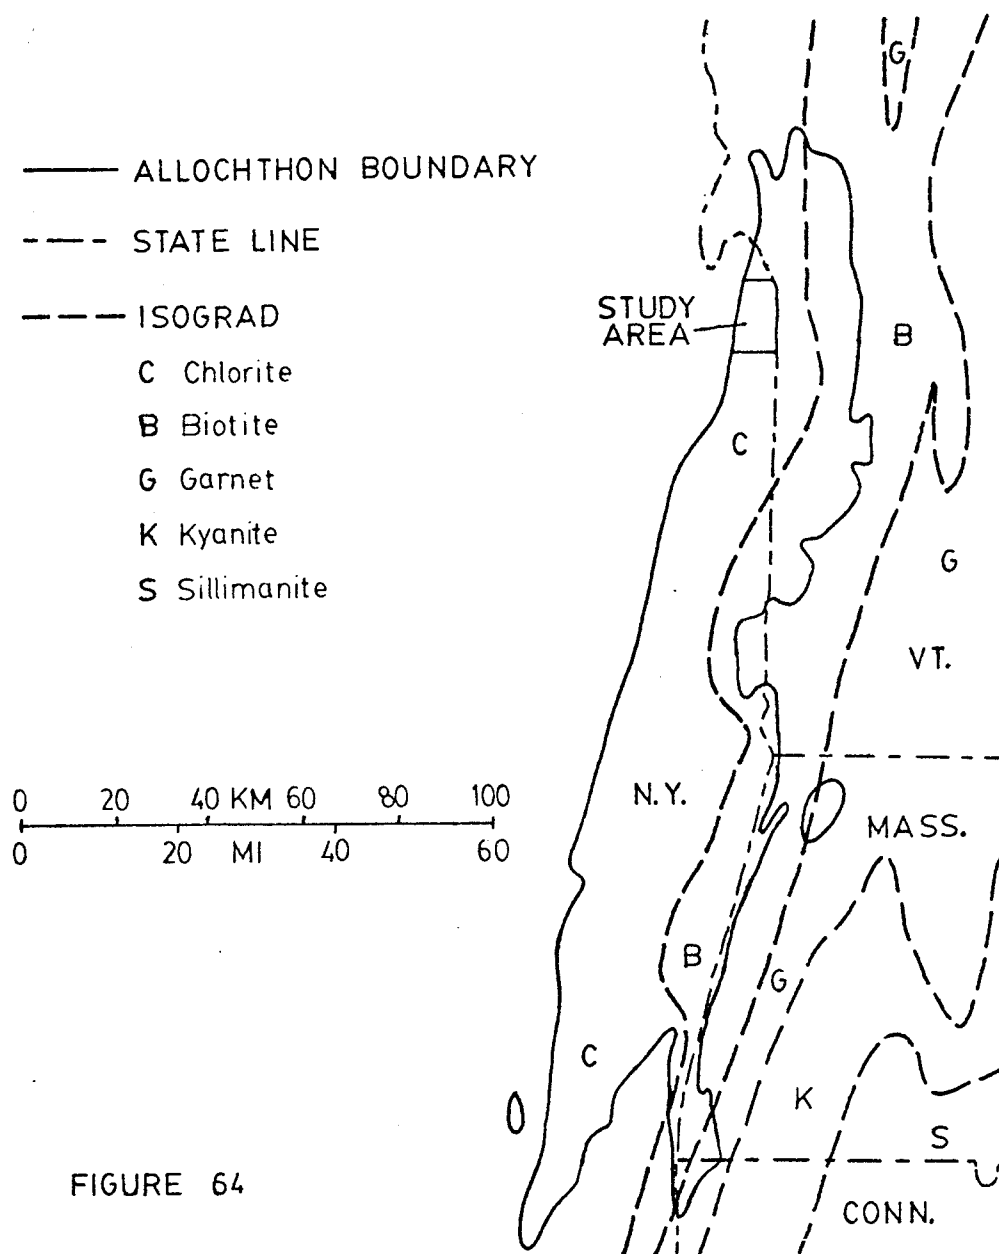 G
ALLOCHTHON BOUNDARY
STATE LINE
ISOGRAD
STUDY
AREA
B
C Chlorite
B Biotite
C
G Garnet
K Kyanite
G
S Sillimanite
VT.
0 20 40 KM 60 80 100
N.Y.
MASS.
0 20 MI 40 60
B
G
C
K
S
FIGURE 64
CONN.